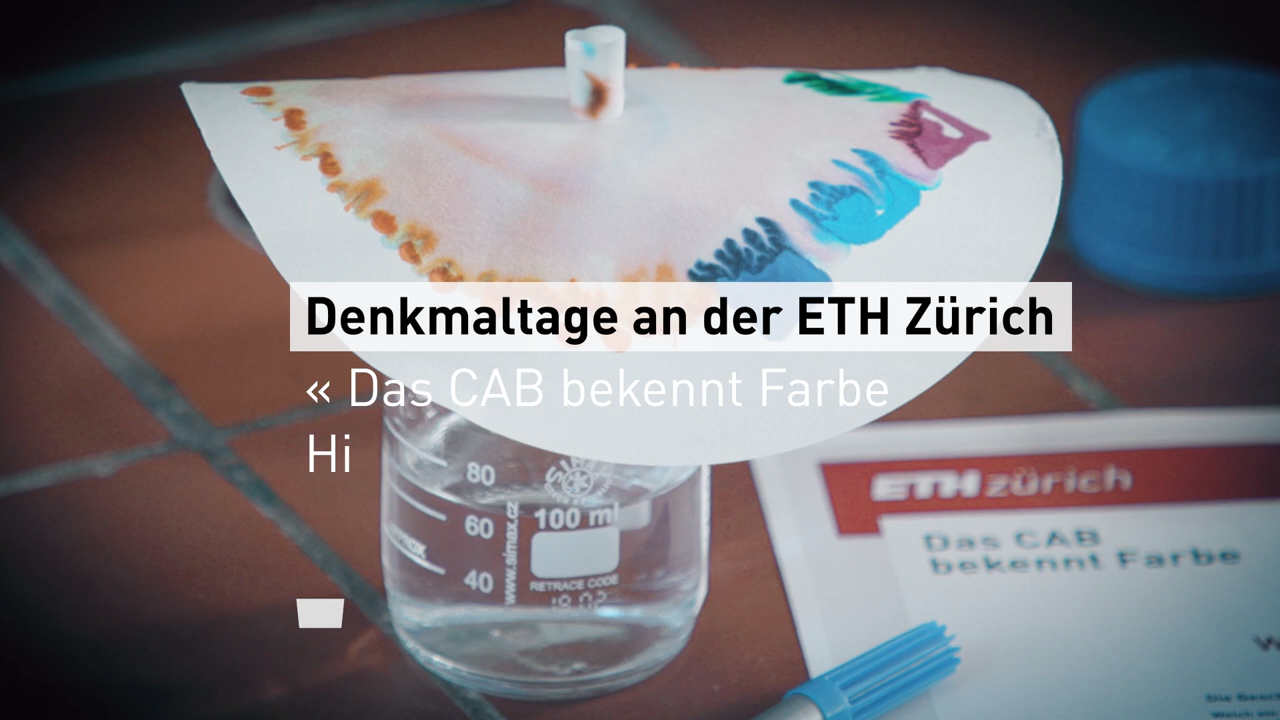 Denkmaltage an der ETH Zürich
« Das CAB bekennt Farbe
Hi
80
60
40
SIMAX
100 ml
www.simax.cz
RETRACE CODE
ETH zürich
Das CAB
bekennt Farbe